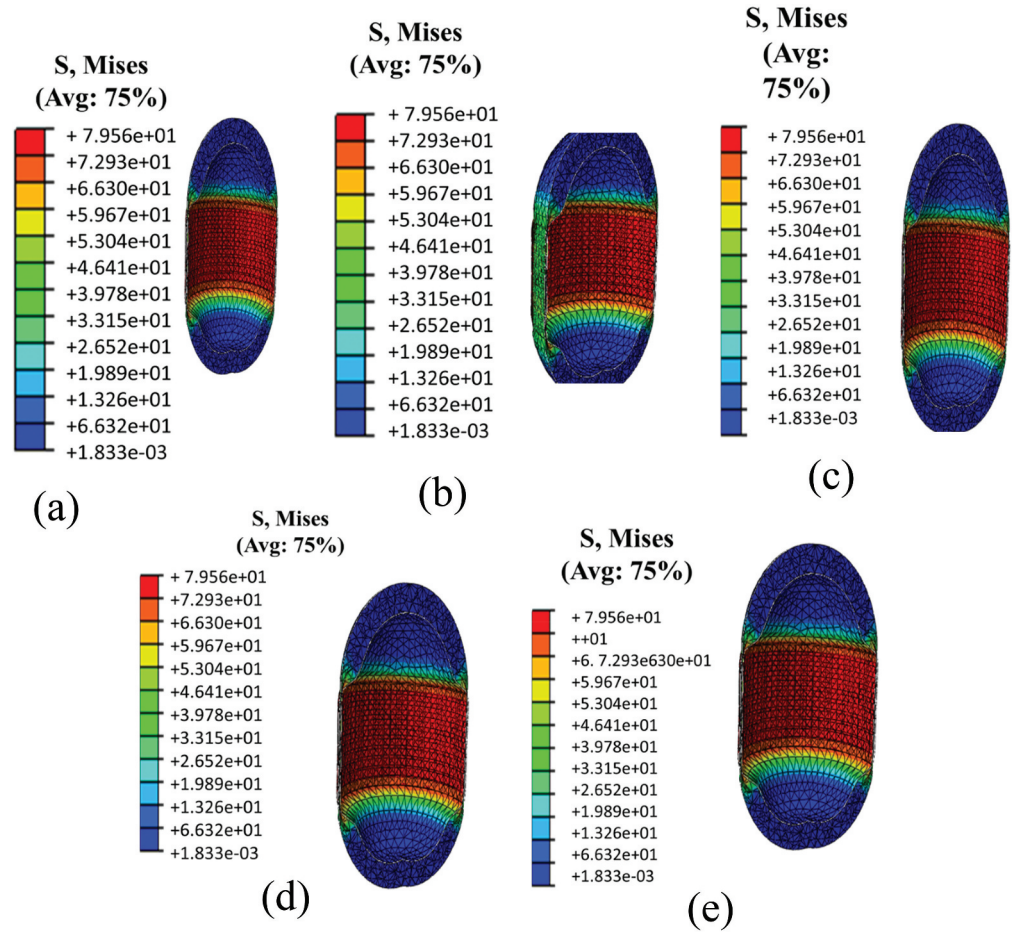 S, Mises
(Avg: 75%)
+ 7.956e+01
+7.293e+01
+6.630e+01
+5.967e+01
+5.304e+01
+4.641e+01
+3.978e+01
+3.315e+01
+2.652e+01
+1.989e+01
+1.326e+01
+6.632e+01
+1.833e-03
(a)
S, Mises
(Avg: 75%)
+ 7.956e+01
+7.293e+01
+6.630e+01
+5.967e+01
+5.304e+01
+4.641e+01
+3.978e+01
+3.315e+01
+2.652e+01
+1.989e+01
+1.326e+01
+6.632e+01
+1.833e-03
(b)
S, Mises
(Avg:
75%)
+ 7.956e+01
+7.293e+01
+6.630e+01
+5.967e+01
+5.304e+01
+4.641e+01
+3.978e+01
+3.315e+01
+2.652e+01
+1.989e+01
+1.326e+01
+6.632e+01
+1.833e-03
(c)
S, Mises
(Avg: 75%)
+ 7.956e+01
+7.293e+01
+6.630e+01
+5.967e+01
+5.304e+01
+4.641e+01
+3.978e+01
+3.315e+01
+2.652e+01
+1.989e+01
+1.326e+01
+6.632e+01
+1.833e-03
(d)
S, Mises
(Avg: 75%)
+ 7.956e+01
++01
+6. 7.293e630e+01
+5.967e+01
+5.304e+01
+4.641e+01
+3.978e+01
+3.315e+01
+2.652e+01
+1.989e+01
+1.326e+01
+6.632e+01
+1.833e-03
(e)